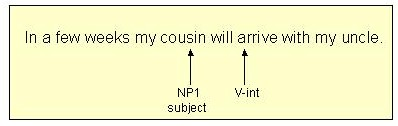 In a few weeks my cousin will arrive with my uncle.
NP1 V-int
subject